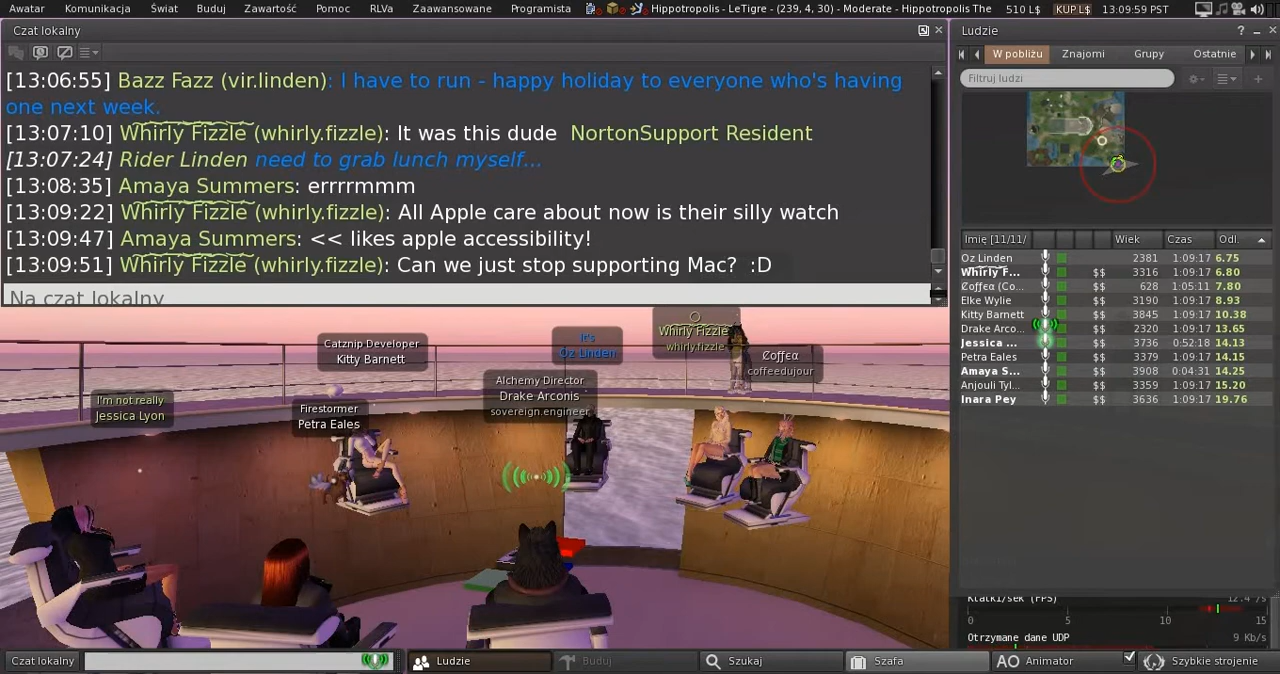 Awatar Komunikacja Świat Buduj Zawartość Pomoc RLVa Zaawansowane Programista Hippotropolis - LeTigre - (239, 4, 30) - Moderate - Hippotropolis The 510 L$ KUP L$ 13:09:59 PST
Czat lokalny
[13:06:55] Bazz Fazz (vir.linden): I have to run - happy holiday to everyone who's having
one next week.
[13:07:10] Whirly Fizzle (whirly.fizzle): It was this dude NortonSupport Resident
[13:07:24] Rider Linden need to grab lunch myself...
[13:08:35] Amaya Summers: errrrmmm
[13:09:22] Whirly Fizzle (whirly.fizzle): All Apple care about now is their silly watch
[13:09:47] Amaya Summers: << likes apple accessibility!
[13:09:51] Whirly Fizzle (whirly.fizzle): Can we just stop supporting Mac? :D
Na czat lokalny
Ludzie
W pobliżu Znajomi Grupy Ostatnie
Filtruj ludzi
Imię [11/11/ Wiek Czas Odl.
Oz Linden 2381 1:09:17 6.75
Whirly F... $$ 3316 1:09:17 6.80
Ȼøffεα (Co... $$ 628 1:05:11 7.80
Elke Wylie 3190 1:09:17 8.93
Kitty Barnett $$ 3845 1:09:17 10.38
Drake Arco... 2320 1:09:17 13.65
Jessica ... $$ 3736 0:52:18 14.13
Petra Eales $$ 3379 1:09:17 14.15
Amaya S... $$ 3908 0:04:31 14.25
Anjouli Tyl... $$ 3359 1:09:17 15.20
Inara Pey $$ 3636 1:09:17 19.76
Catznip Developer
Kitty Barnett
It's
Oz Linden
Whirly Fizzle
whirly.fizzle
Ȼøffεα
coffeedujour
Alchemy Director
Drake Arconis
sovereign.engineer
I'm not really
Jessica Lyon
Firestormer
Petra Eales
Klatki/sek (FPS) 12.4 /s
0 5 10 15
Otrzymane dane UDP 9 Kb/s
Czat lokalny Ludzie Buduj Szukaj Szafa AO Animator Szybkie strojenie